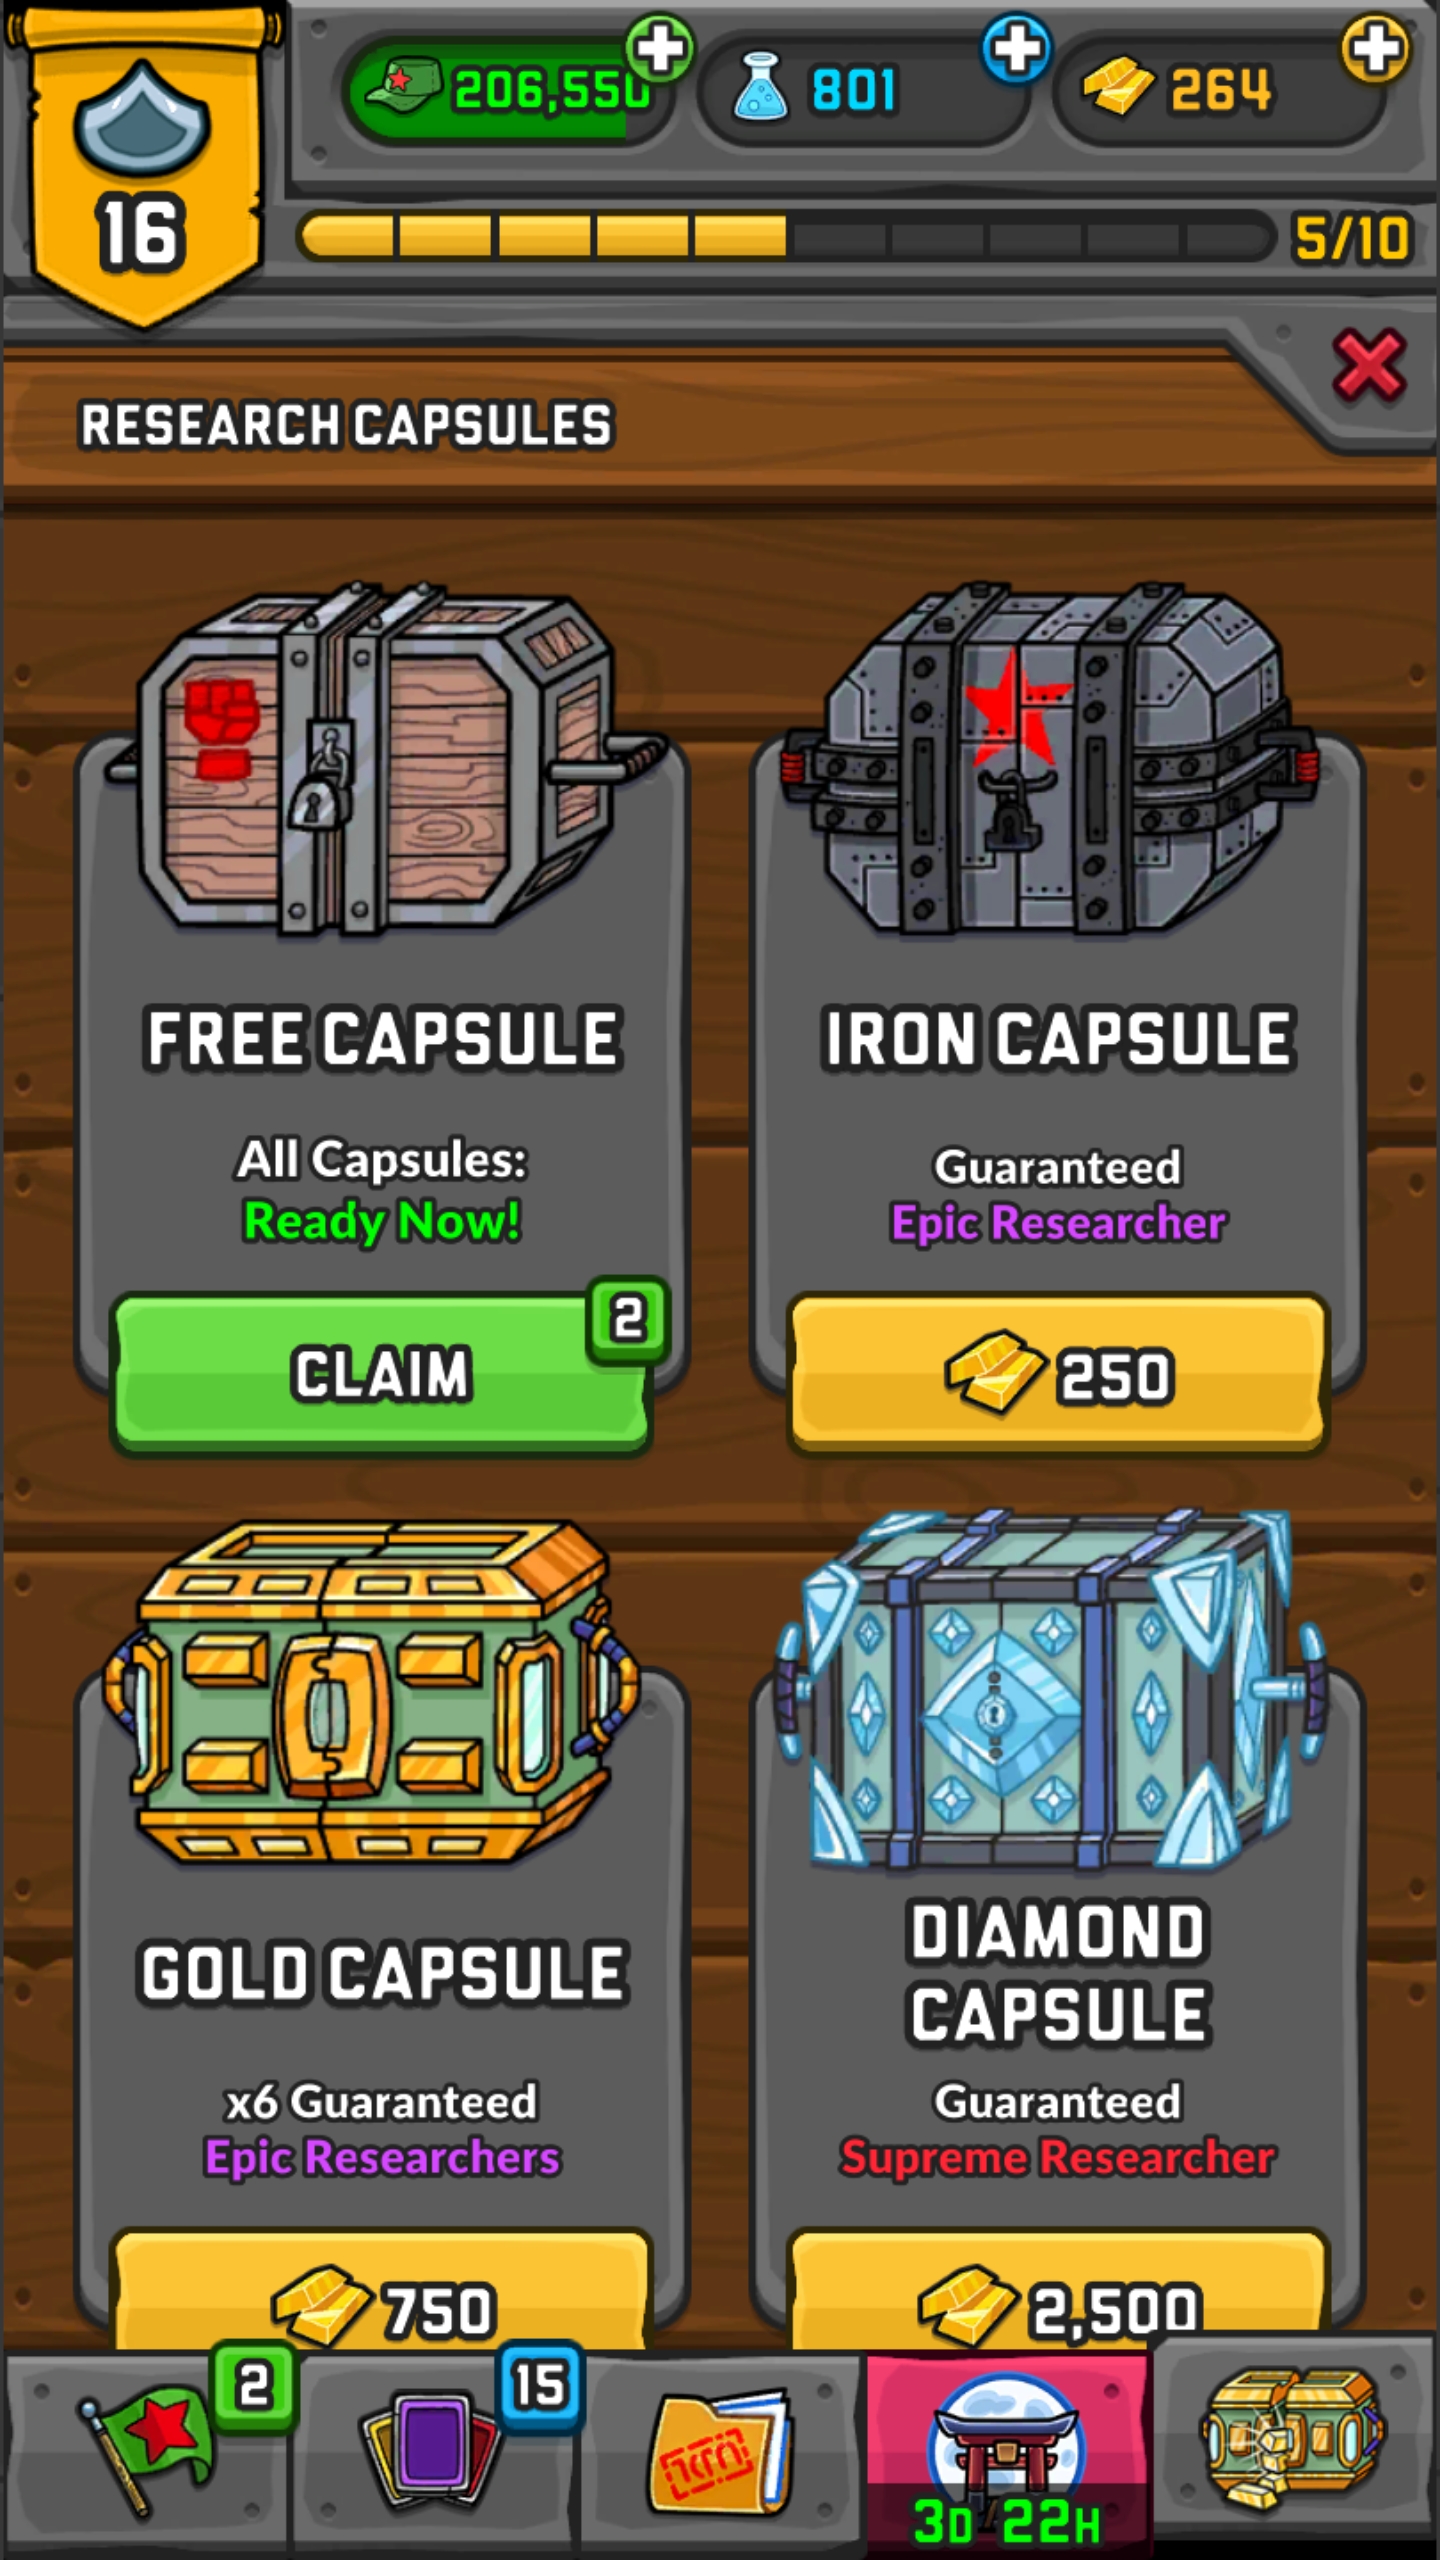 206,550
801
264
16
5/10
RESEARCH CAPSULES
FREE CAPSULE
All Capsules:
Ready Now!
2
CLAIM
IRON CAPSULE
Guaranteed
Epic Researcher
250
GOLD CAPSULE
x6 Guaranteed
Epic Researchers
750
DIAMOND
CAPSULE
Guaranteed
Supreme Researcher
2,500
2
15
3D 22H